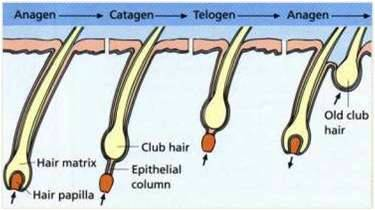 Anagen Catagen Telogen Anagen
Club hair
Old club
hair
Hair matrix
Epithelial
column
Hair papilla